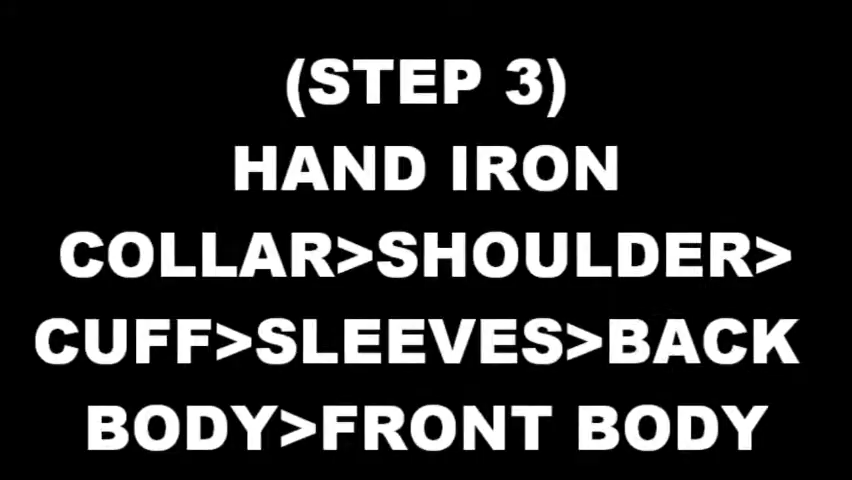 (STEP 3)
HAND IRON
COLLAR>SHOULDER>
CUFF>SLEEVES>BACK
BODY>FRONT BODY